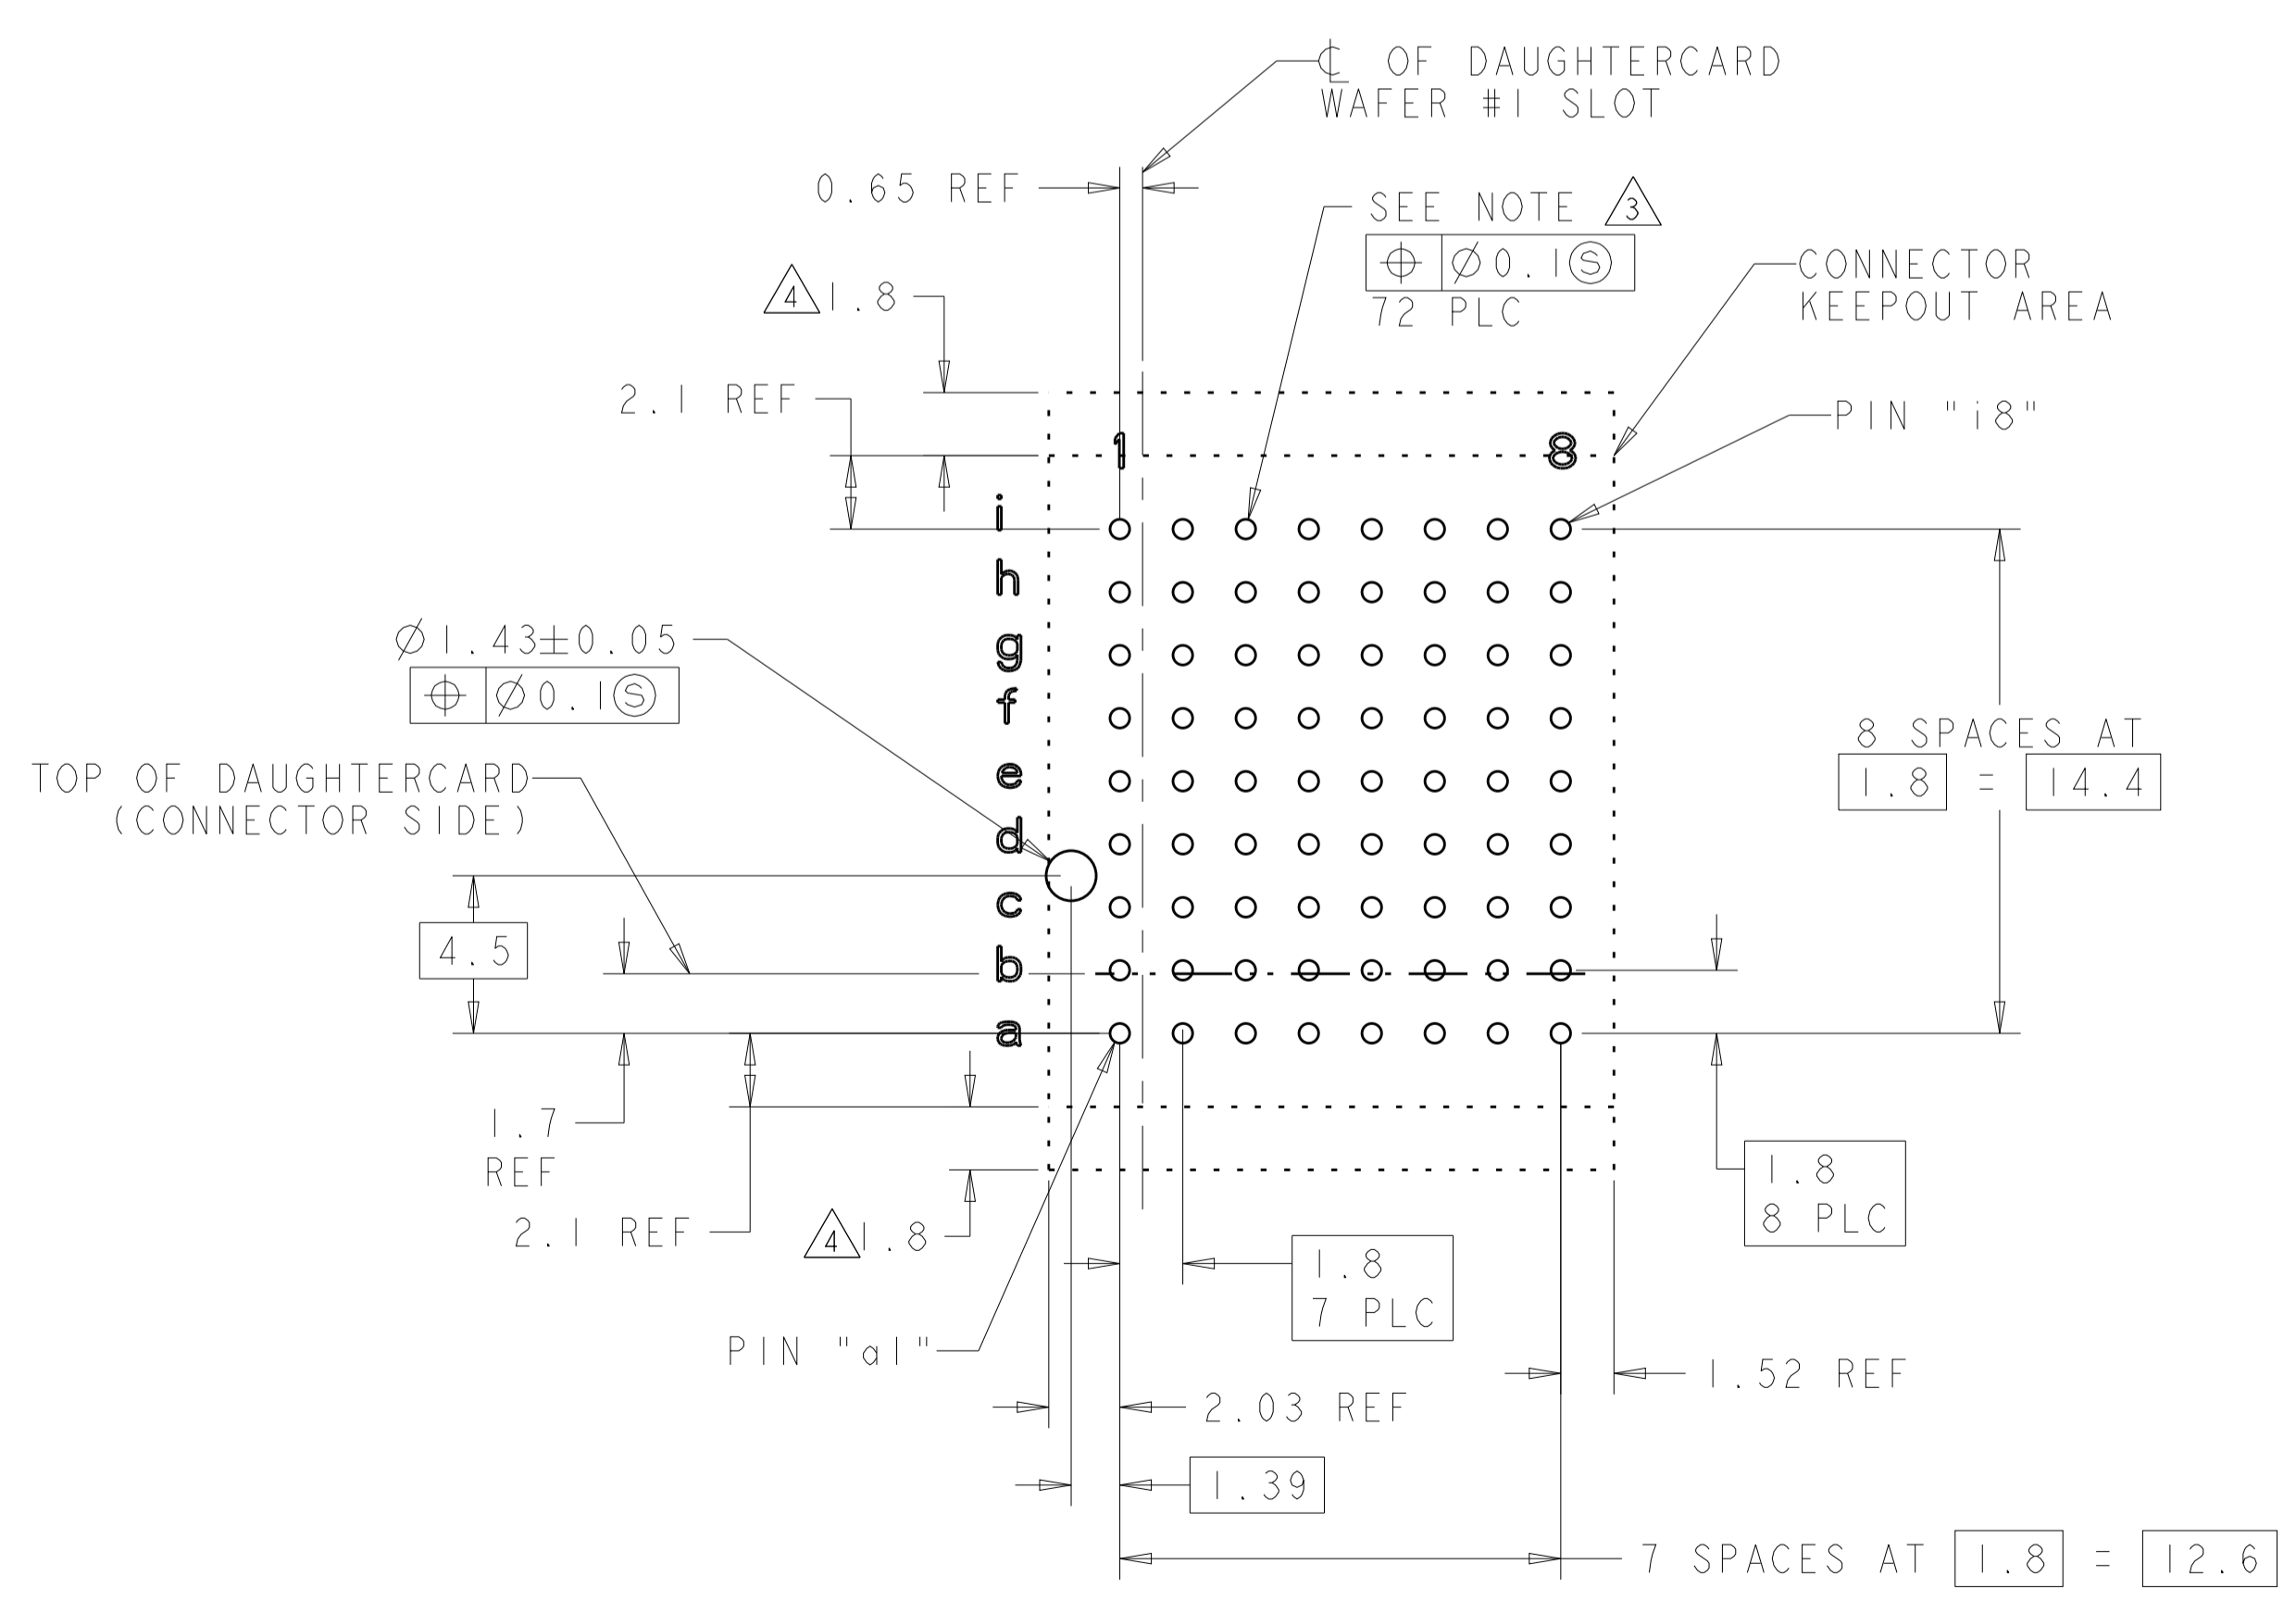 ℄ OF DAUGHTERCARD
WAFER #1 SLOT
0.65 REF
SEE NOTE 3
⌖ ⌀0.1Ⓢ
72 PLC
CONNECTOR
KEEPOUT AREA
4 1.8
2.1 REF
PIN "i8"
1 8
i
h
g
f
e
d
c
b
a
⌀1.43±0.05
⌖ ⌀0.1Ⓢ
8 SPACES AT
1.8 = 14.4
TOP OF DAUGHTERCARD
(CONNECTOR SIDE)
4.5
1.7
REF
2.1 REF
4 1.8
1.8
8 PLC
1.8
7 PLC
PIN "a1"
1.52 REF
2.03 REF
1.39
7 SPACES AT 1.8 = 12.6